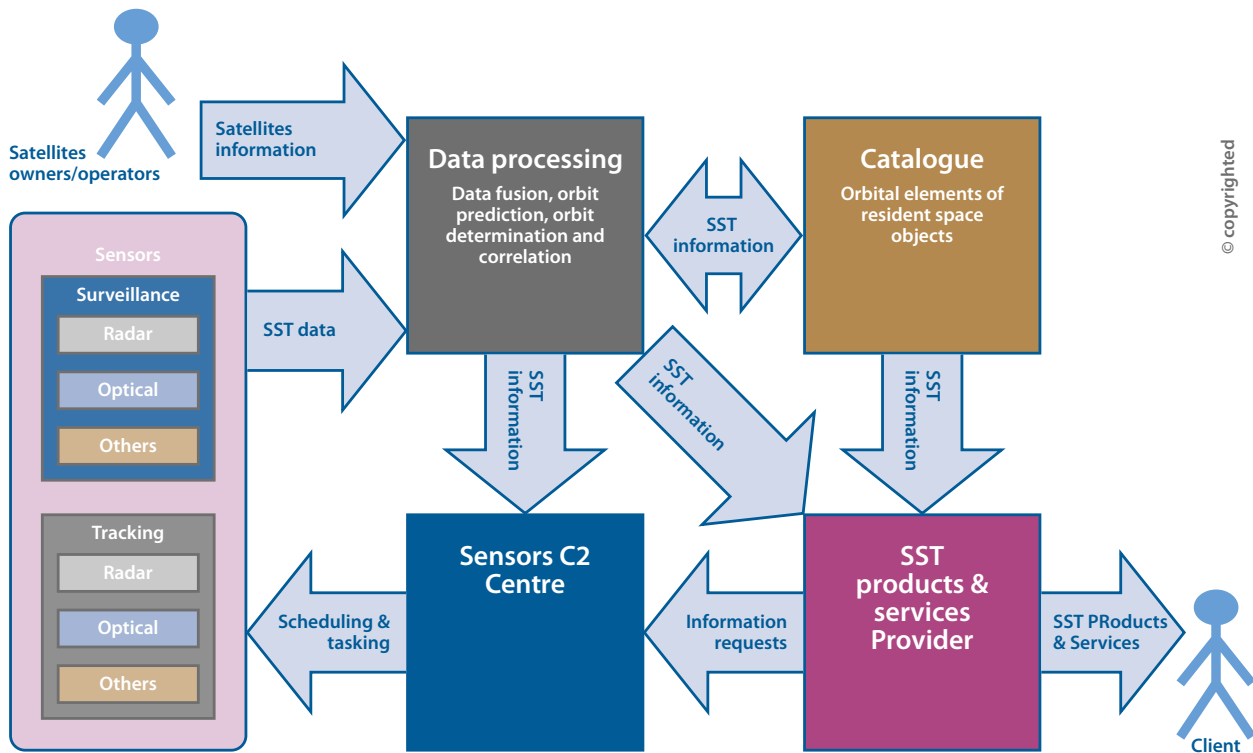 Satellites
owners/operators
Satellites
information
Data processing
Data fusion, orbit
prediction, orbit
determination and
correlation
SST
information
Catalogue
Orbital elements of
resident space
objects
© copyrighted
Sensors
Surveillance
Radar
Optical
Others
SST data
Tracking
Radar
Optical
Others
SST
information
SST
information
SST
information
Sensors C2
Centre
SST
products &
services
Provider
Scheduling &
tasking
Information
requests
SST PRoducts
& Services
Client